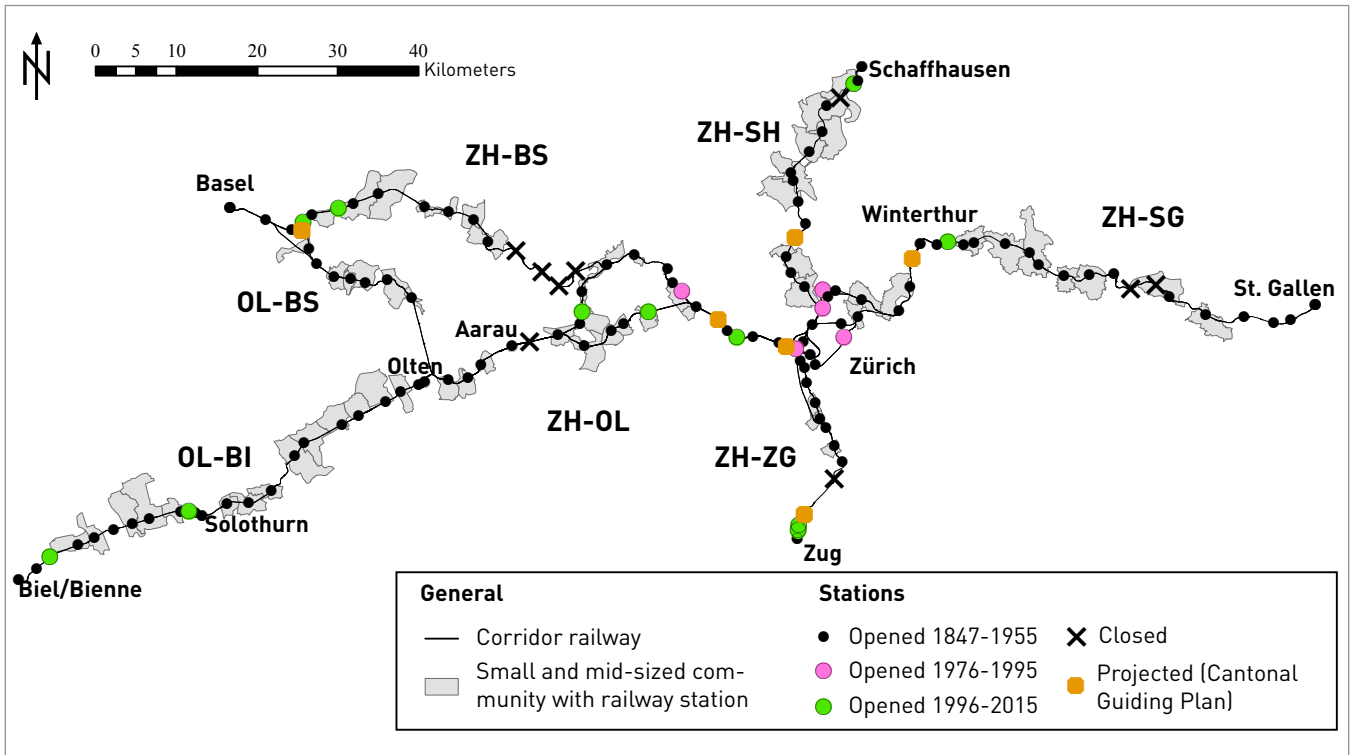 N
0 5 10 20 30 40
Kilometers
Schaffhausen
ZH-SH
ZH-BS
Basel
Winterthur
ZH-SG
OL-BS
St. Gallen
Aarau
Olten
Zürich
ZH-OL
OL-BI
ZH-ZG
Solothurn
Zug
Biel/Bienne
General
Corridor railway
Small and mid-sized com-
munity with railway station
Stations
Opened 1847-1955
Opened 1976-1995
Opened 1996-2015
Closed
Projected (Cantonal
Guiding Plan)